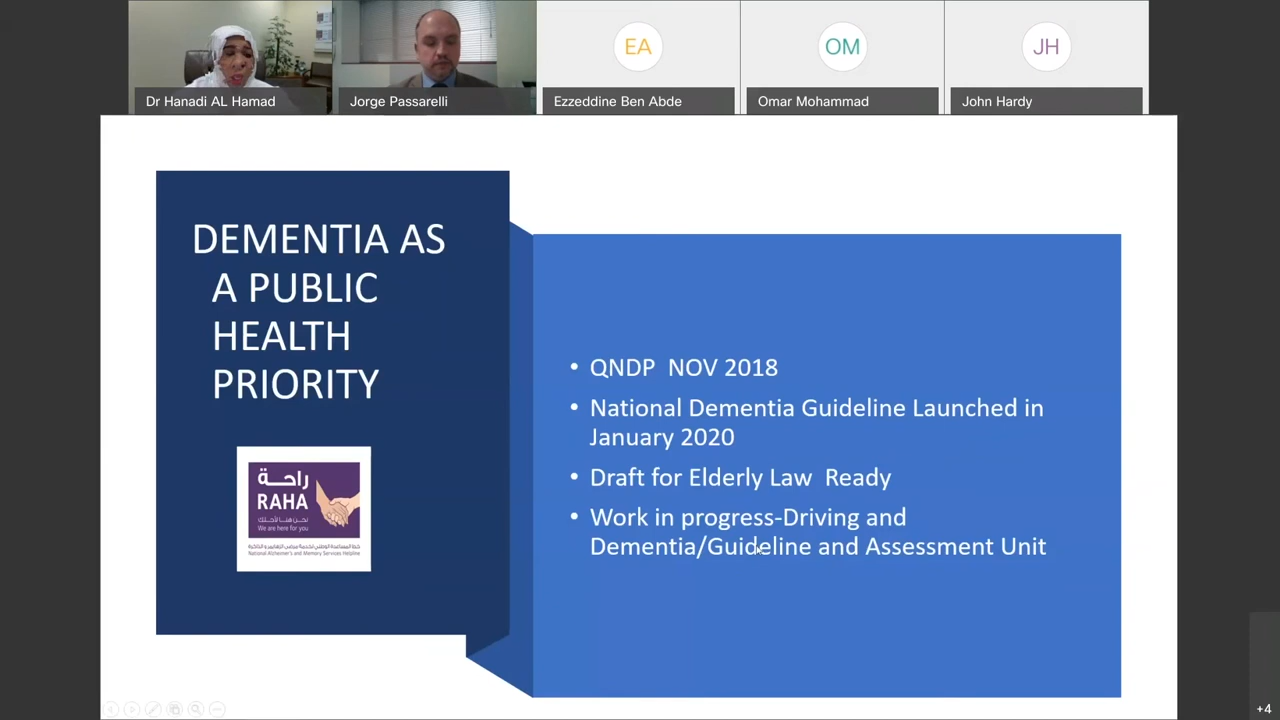 Dr Hanadi AL Hamad
Jorge Passarelli
EA
Ezzeddine Ben Abde
OM
Omar Mohammad
JH
John Hardy
DEMENTIA AS
A PUBLIC
HEALTH
PRIORITY
راحة
RAHA
نحن هنا لأجلك
We are here for you
National Alzheimer's and Memory Services Helpline
• QNDP  NOV 2018
• National Dementia Guideline Launched in
January 2020
• Draft for Elderly Law  Ready
• Work in progress-Driving and
Dementia/Guideline and Assessment Unit
+4